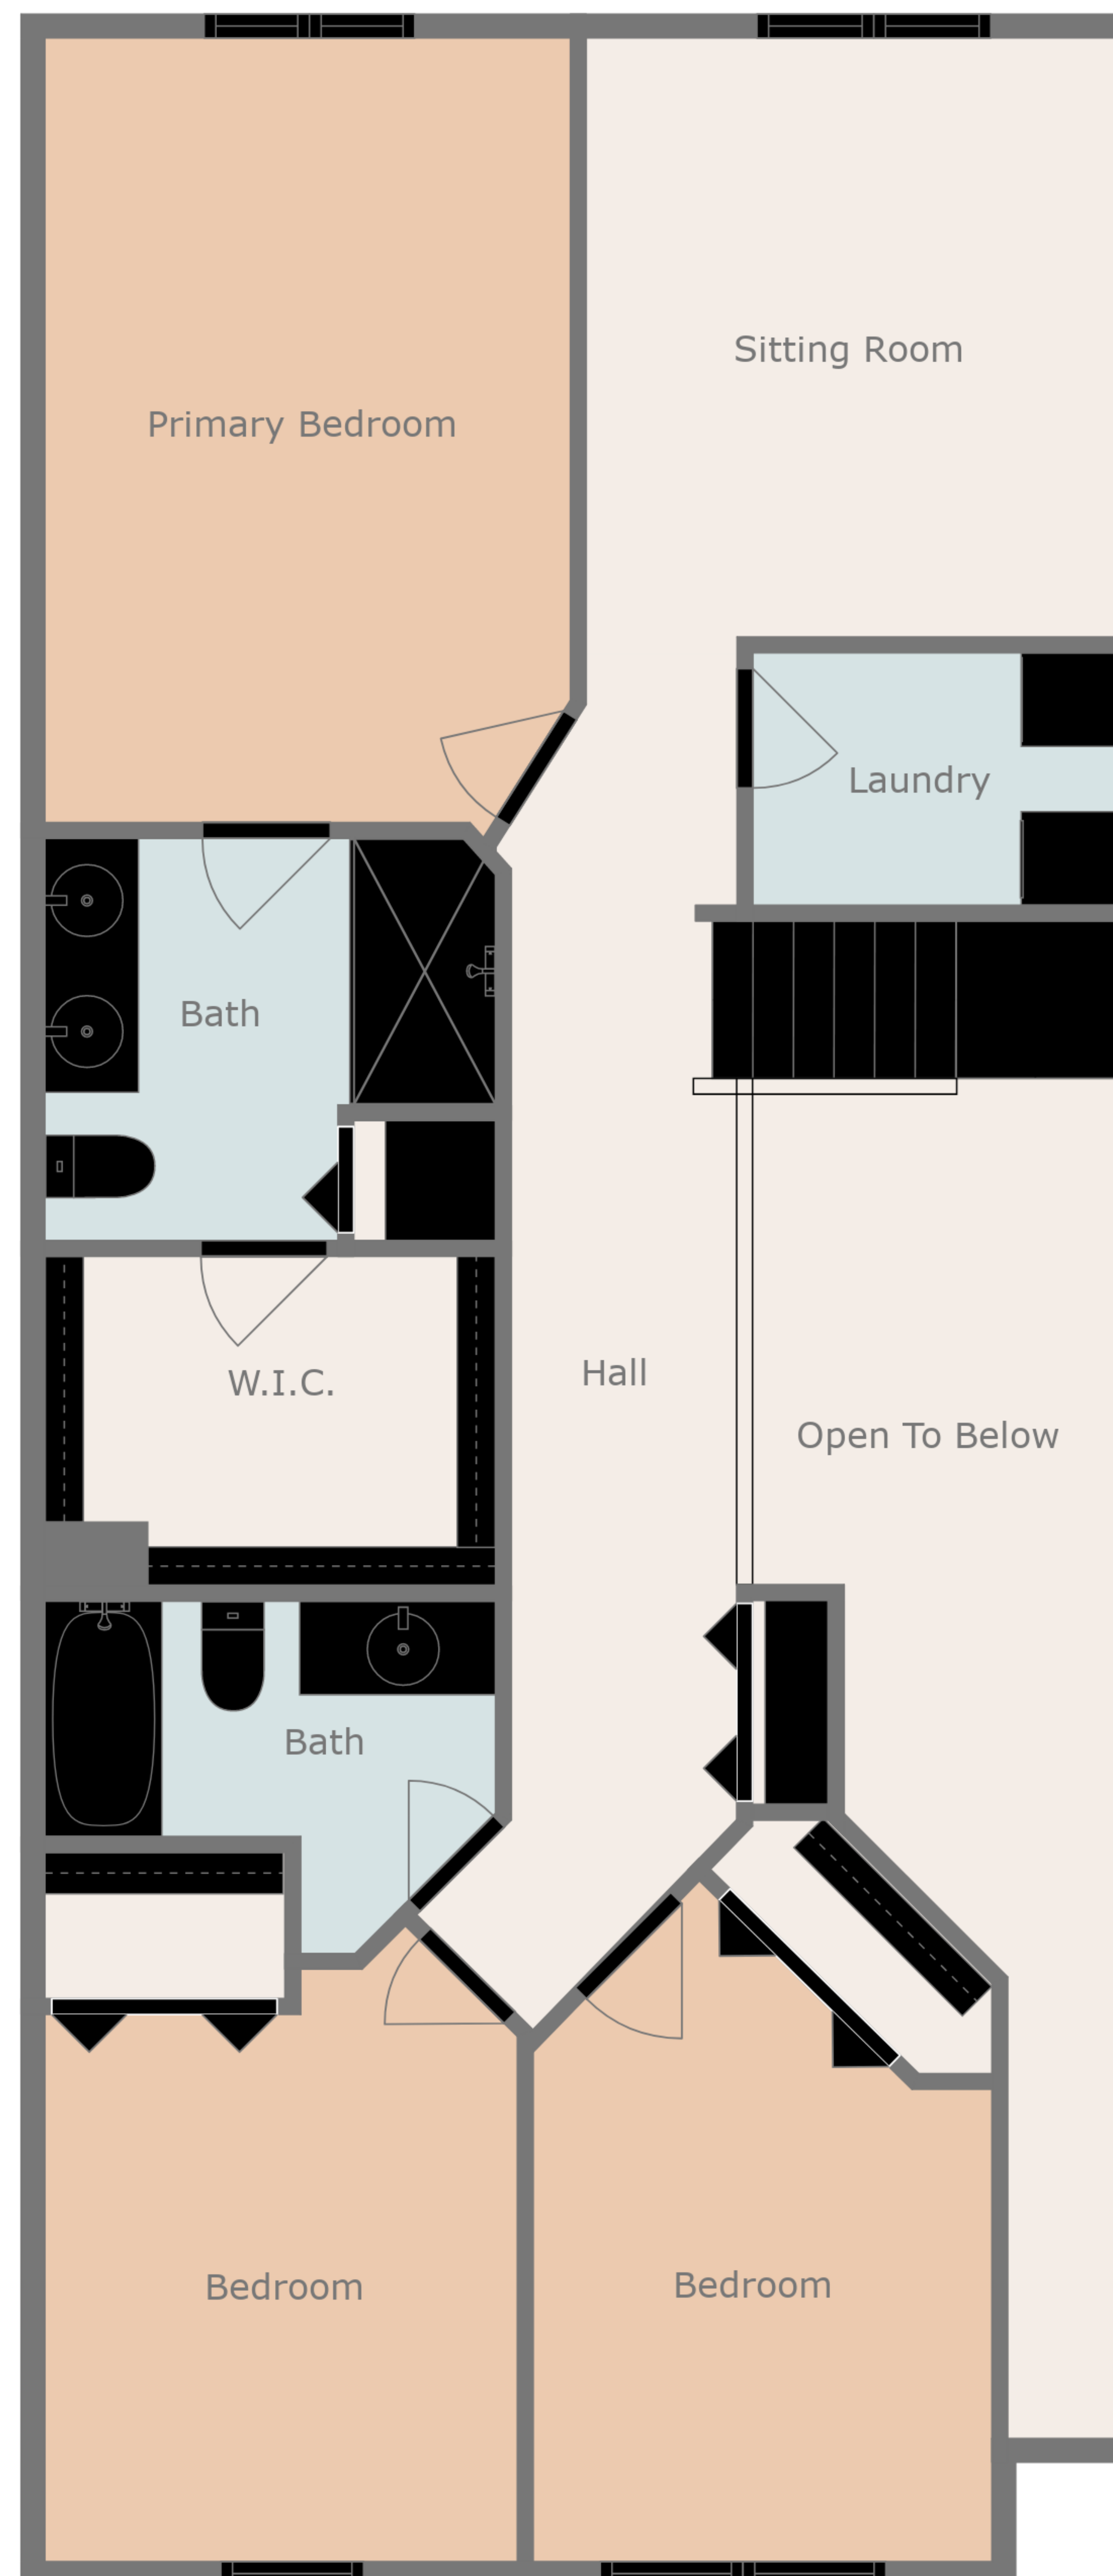 Sitting Room
Primary Bedroom
Laundry
Bath
Hall
W.I.C.
Open To Below
Bath
Bedroom
Bedroom